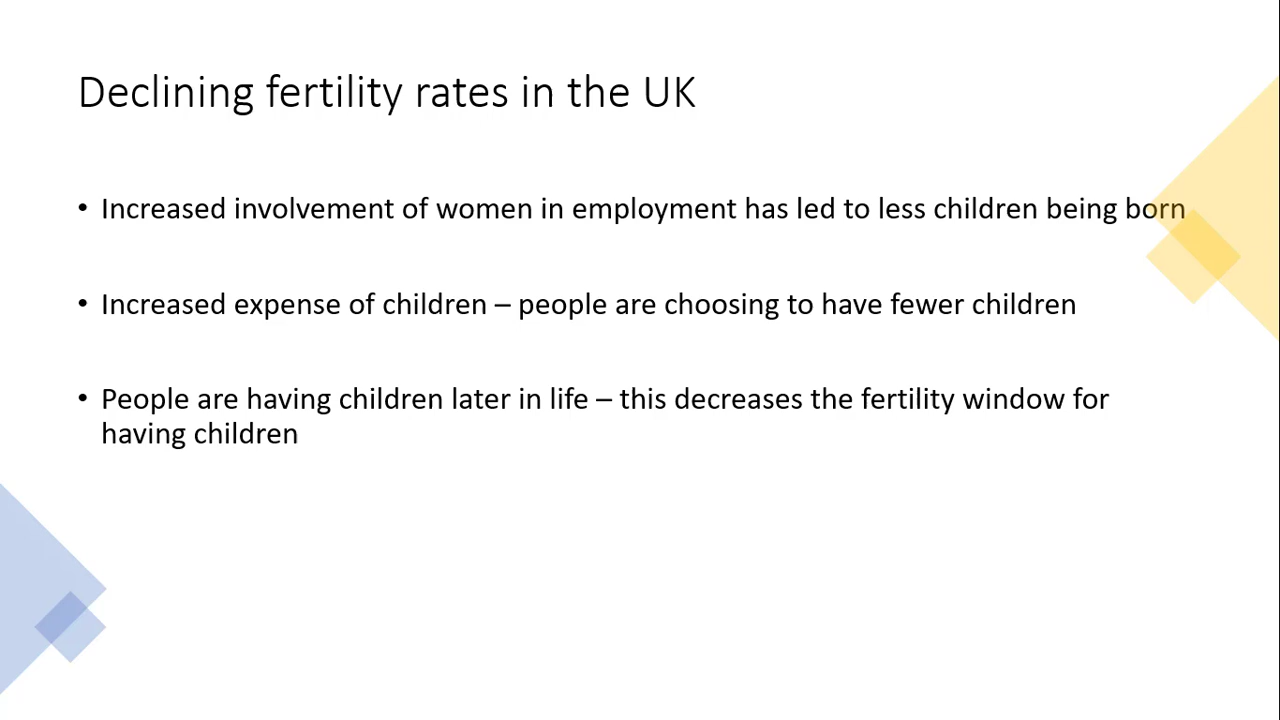 Declining fertility rates in the UK
• Increased involvement of women in employment has led to less children being born
• Increased expense of children – people are choosing to have fewer children
• People are having children later in life – this decreases the fertility window for
having children